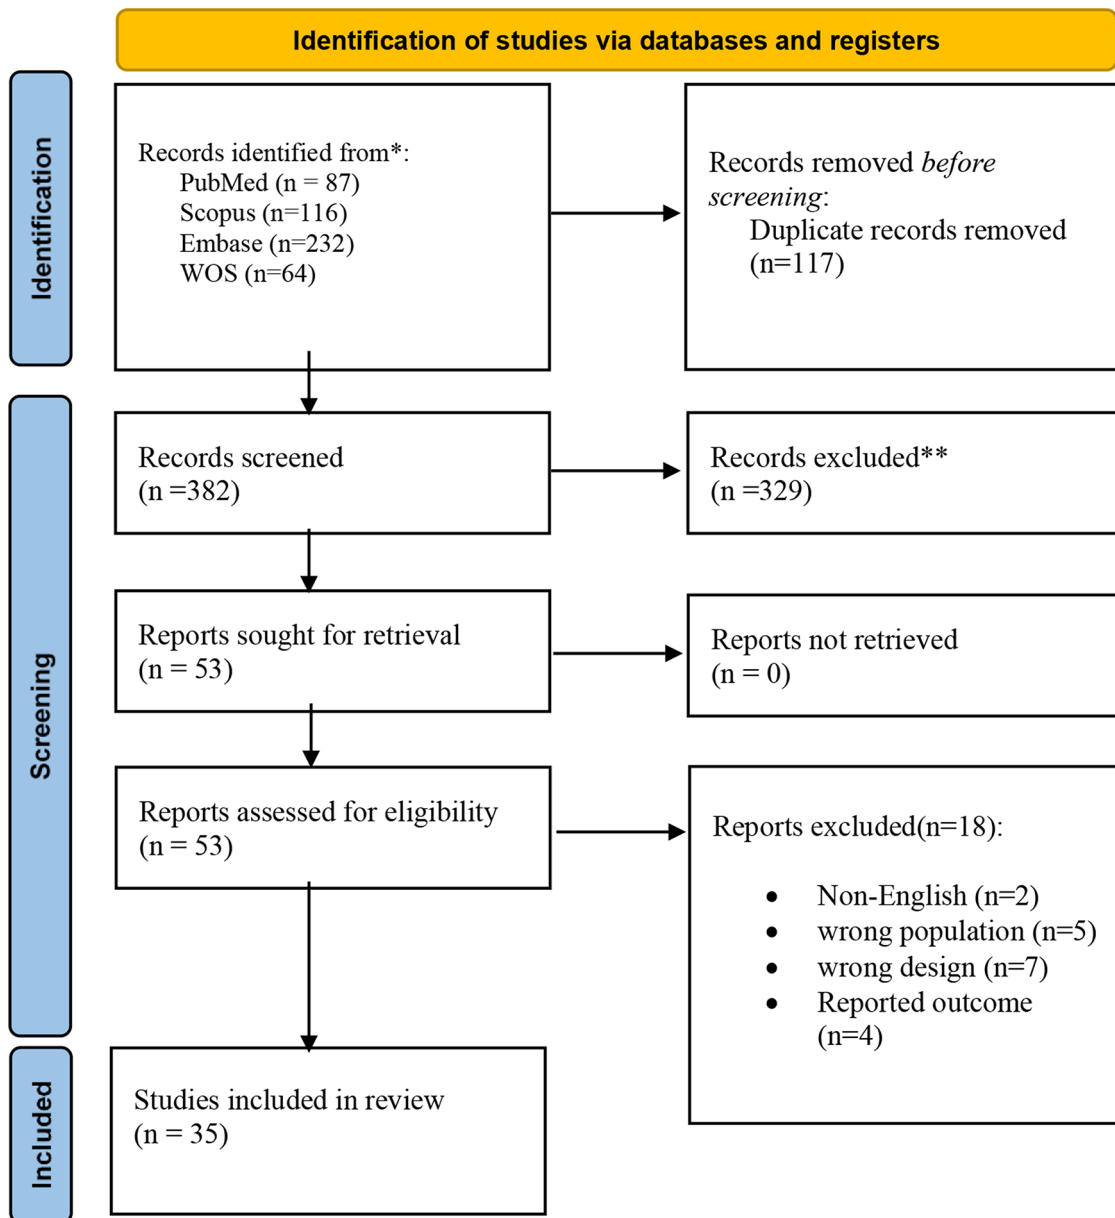 Identification of studies via databases and registers
Identification
Records identified from*:
PubMed (n = 87)
Scopus (n=116)
Embase (n=232)
WOS (n=64)
Records removed before
screening:
Duplicate records removed
(n=117)
Screening
Records screened
(n =382)
Records excluded**
(n =329)
Reports sought for retrieval
(n = 53)
Reports not retrieved
(n = 0)
Reports assessed for eligibility
(n = 53)
Reports excluded(n=18):
• Non-English (n=2)
• wrong population (n=5)
• wrong design (n=7)
• Reported outcome
(n=4)
Included
Studies included in review
(n = 35)